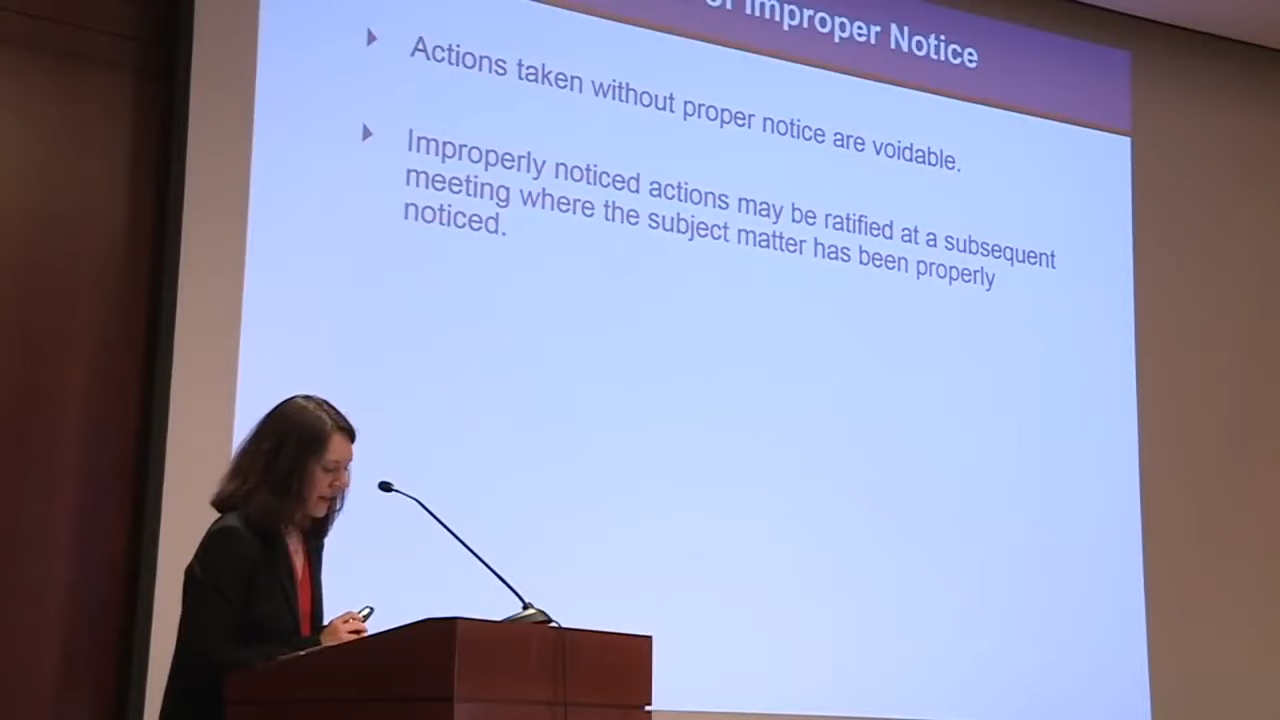 of Improper Notice
Actions taken without proper notice are voidable.
Improperly noticed actions may be ratified at a subsequent
meeting where the subject matter has been properly
noticed.